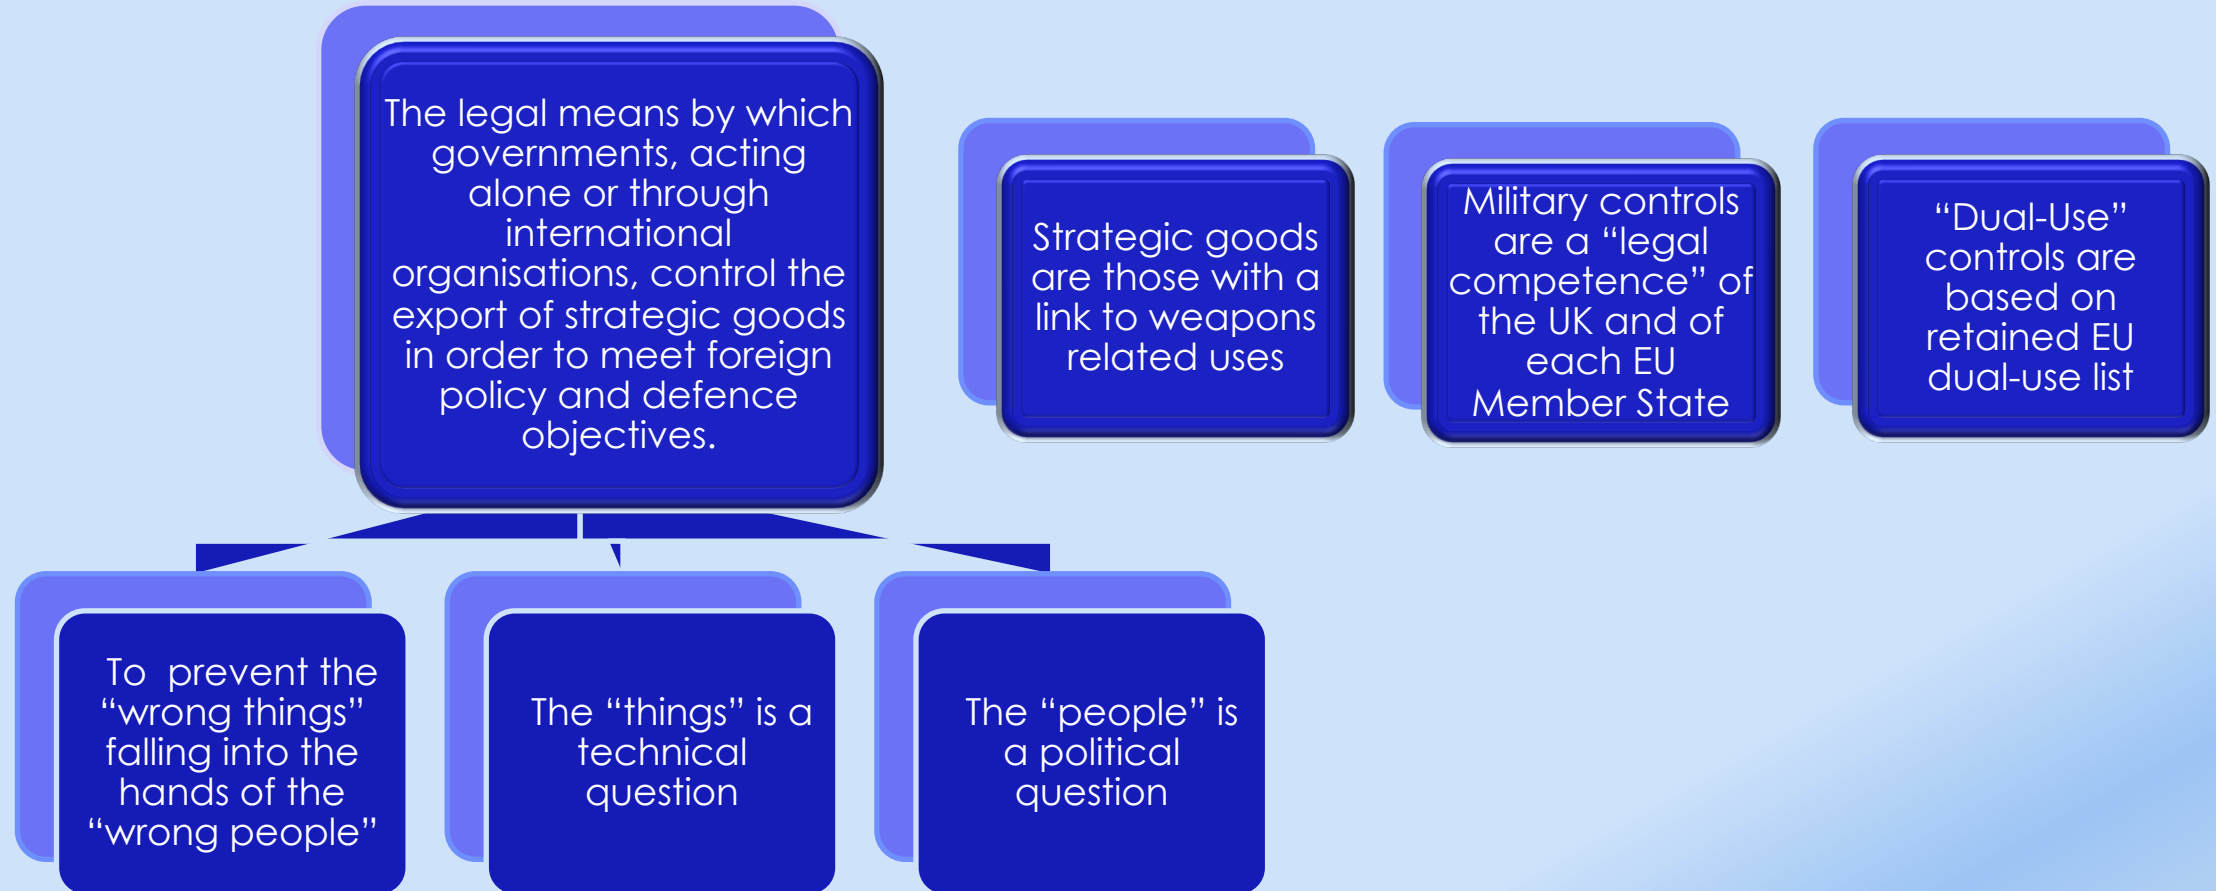 The legal means by which
governments, acting
alone or through
international
organisations, control the
export of strategic goods
in order to meet foreign
policy and defence
objectives.
Strategic goods
are those with a
link to weapons
related uses
Military controls
are a “legal
competence” of
the UK and of
each EU
Member State
“Dual-Use”
controls are
based on
retained EU
dual-use list
To prevent the
“wrong things”
falling into the
hands of the
“wrong people”
The “things” is a
technical
question
The “people” is
a political
question